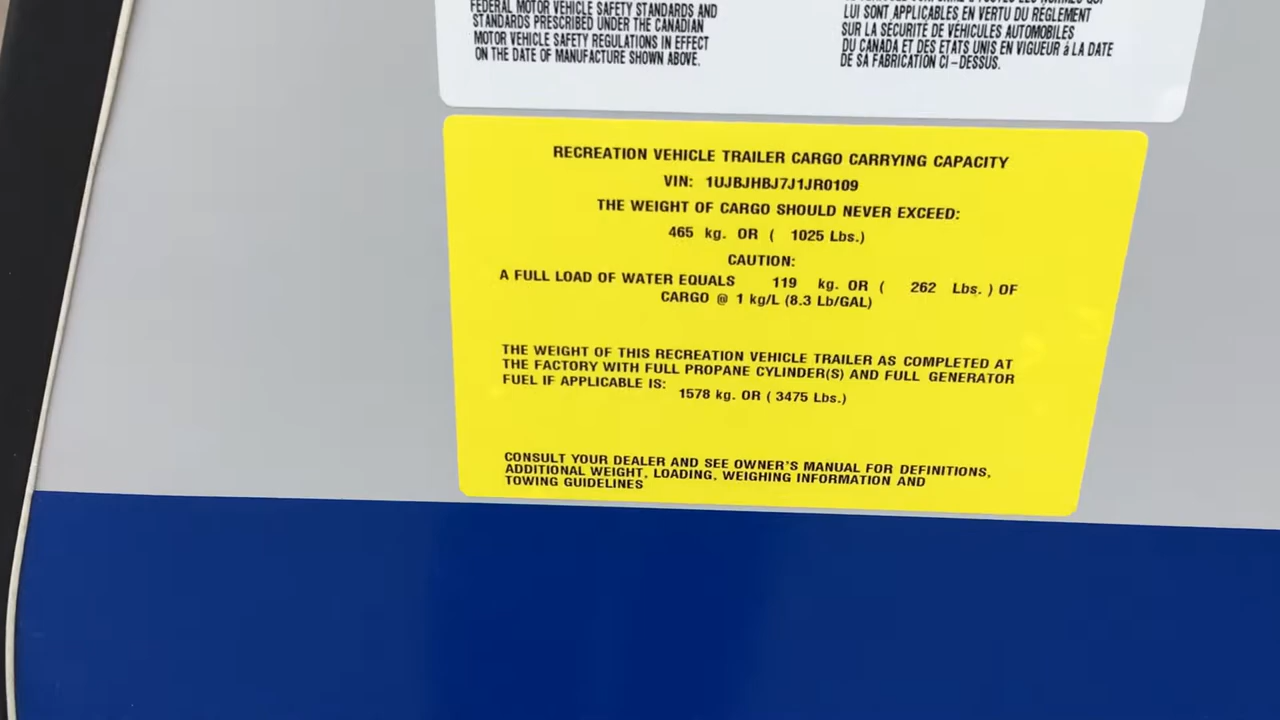 FEDERAL MOTOR VEHICLE SAFETY STANDARDS AND
STANDARDS PRESCRIBED UNDER THE CANADIAN
MOTOR VEHICLE SAFETY REGULATIONS IN EFFECT
ON THE DATE OF MANUFACTURE SHOWN ABOVE.
LUI SONT APPLICABLES EN VERTU DU RÉGLEMENT
SUR LA SÉCURITÉ DE VÉHICULES AUTOMOBILES
DU CANADA ET DES ETATS UNIS EN VIGUEUR á LA DATE
DE SA FABRICATION CI-DESSUS.
RECREATION VEHICLE TRAILER CARGO CARRYING CAPACITY
VIN: 1UJBJHBJ7J1JR0109
THE WEIGHT OF CARGO SHOULD NEVER EXCEED:
465 kg. OR ( 1025 Lbs.)
CAUTION:
A FULL LOAD OF WATER EQUALS 119 kg. OR ( 262 Lbs. ) OF
CARGO @ 1 kg/L (8.3 Lb/GAL)
THE WEIGHT OF THIS RECREATION VEHICLE TRAILER AS COMPLETED AT
THE FACTORY WITH FULL PROPANE CYLINDER(S) AND FULL GENERATOR
FUEL IF APPLICABLE IS:
1578 kg. OR ( 3475 Lbs.)
CONSULT YOUR DEALER AND SEE OWNER'S MANUAL FOR DEFINITIONS,
ADDITIONAL WEIGHT, LOADING, WEIGHING INFORMATION AND
TOWING GUIDELINES